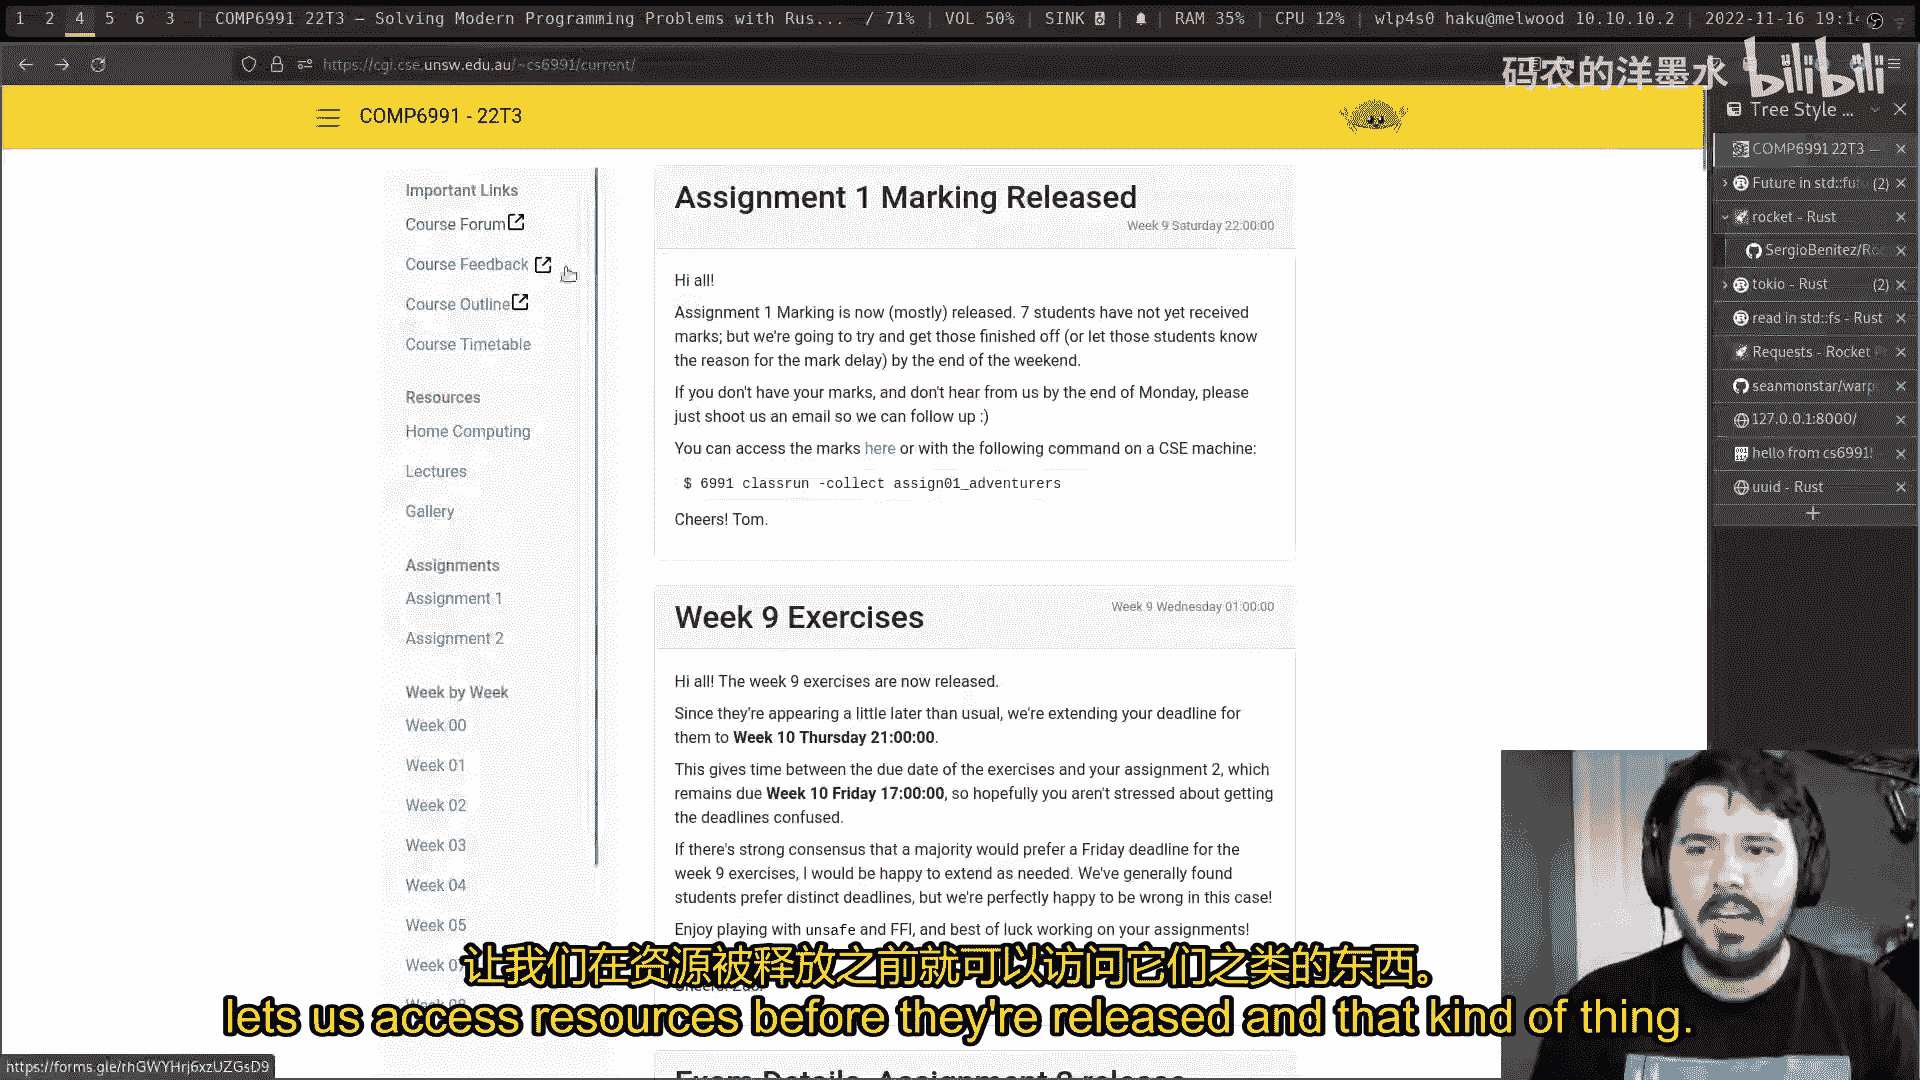 1 2 4 5 6 3 | COMP6991 22T3 — Solving Modern Programming Problems with Rus... / 71% | VOL 50% | SINK | RAM 35% | CPU 12% | wlp4s0 haku@melwood 10.10.10.2 | 2022-11-16 19:1
https://cgi.cse.unsw.edu.au/~cs6991/current/
码农的洋墨水 bilibili
COMP6991 - 22T3
Important Links
Course Forum
Course Feedback
Course Outline
Course Timetable
Resources
Home Computing
Lectures
Gallery
Assignments
Assignment 1
Assignment 2
Week by Week
Week 00
Week 01
Week 02
Week 03
Week 04
Week 05
Assignment 1 Marking Released
Week 9 Saturday 22:00:00
Hi all!
Assignment 1 Marking is now (mostly) released. 7 students have not yet received
marks; but we're going to try and get those finished off (or let those students know
the reason for the mark delay) by the end of the weekend.
If you don't have your marks, and don't hear from us by the end of Monday, please
just shoot us an email so we can follow up :)
You can access the marks here or with the following command on a CSE machine:
$ 6991 classrun -collect assign01_adventurers
Cheers! Tom.
Week 9 Exercises
Week 9 Wednesday 01:00:00
Hi all! The week 9 exercises are now released.
Since they're appearing a little later than usual, we're extending your deadline for
them to Week 10 Thursday 21:00:00.
This gives time between the due date of the exercises and your assignment 2, which
remains due Week 10 Friday 17:00:00, so hopefully you aren't stressed about getting
the deadlines confused.
If there's strong consensus that a majority would prefer a Friday deadline for the
week 9 exercises, I would be happy to extend as needed. We've generally found
students prefer distinct deadlines, but we're perfectly happy to be wrong in this case!
Enjoy playing with unsafe and FFI, and best of luck working on your assignments!
Tree Style ...
COMP6991 22T3 —
Future in std::futu (2)
rocket - Rust
SergioBenitez/Roc
tokio - Rust (2)
read in std::fs - Rust
Requests - Rocket
seanmonstar/warp
127.0.0.1:8000/
hello from cs6991!
uuid - Rust
让我们在资源被释放之前就可以访问它们之类的东西。
lets us access resources before they're released and that kind of thing.
https://forms.gle/rhGWYHrj6xzUZGsD9